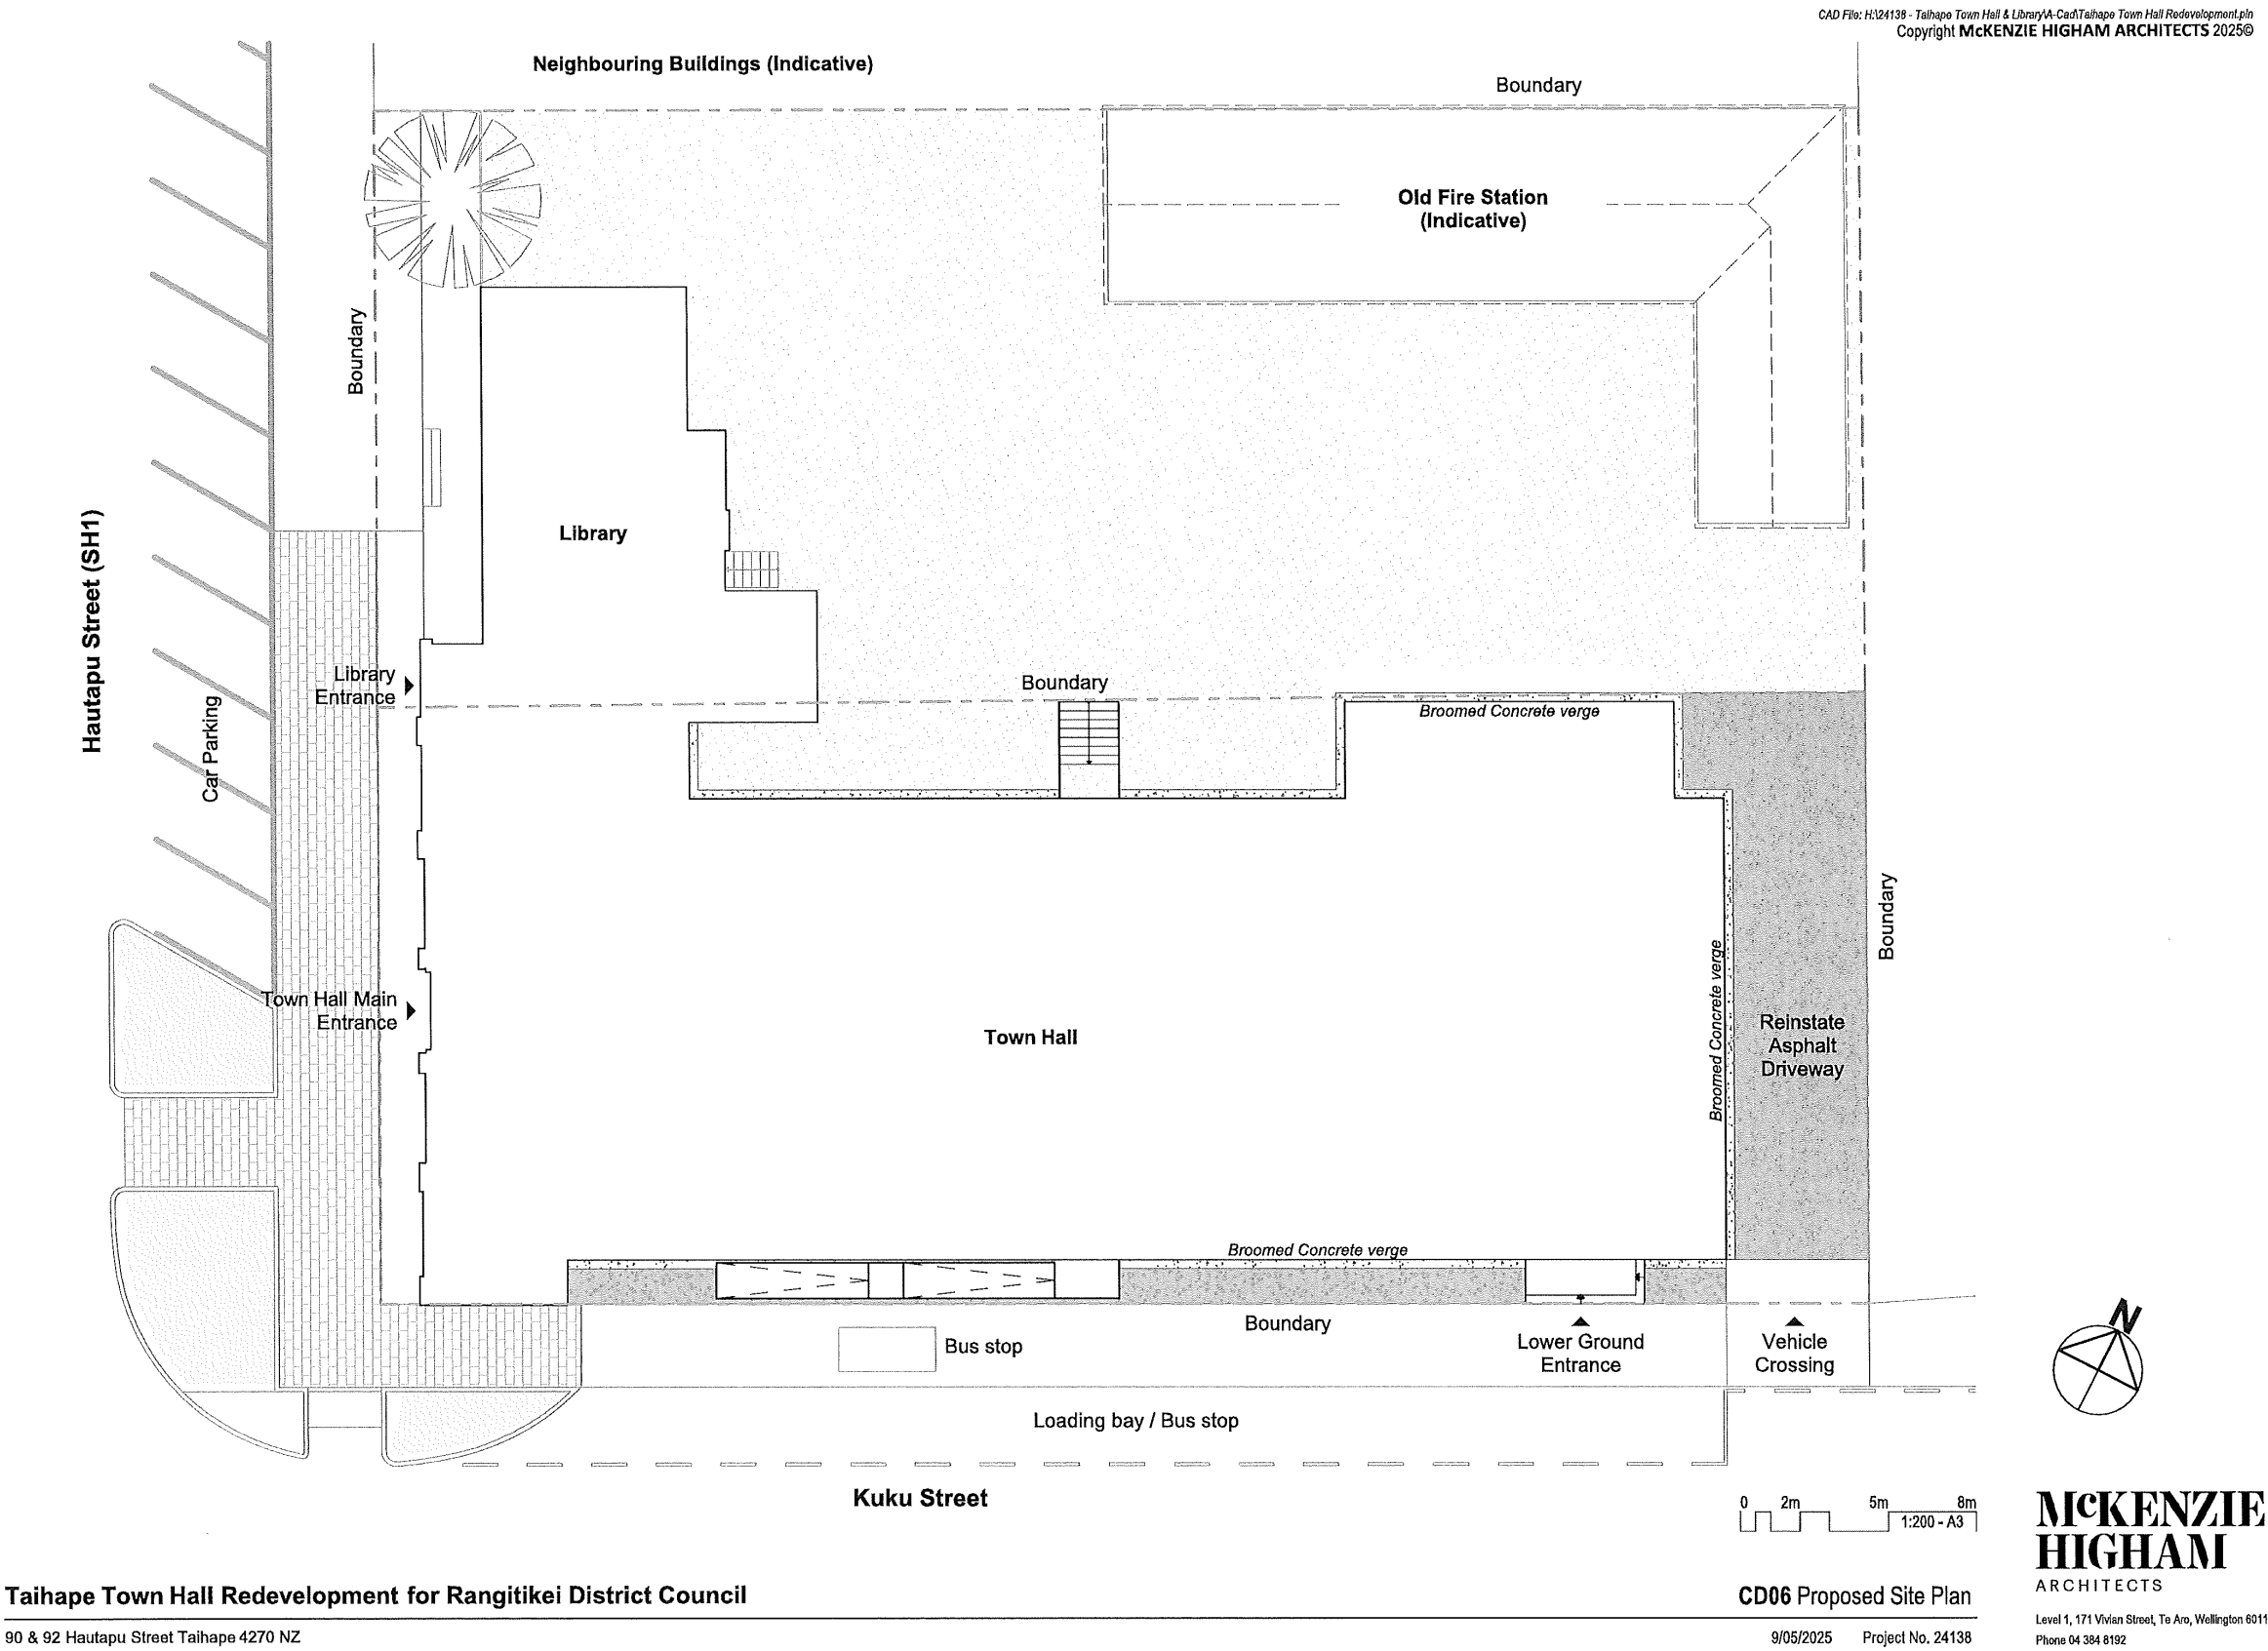 CAD File: H:\24138 - Taihape Town Hall & Library\A-Cad\Taihape Town Hall Redevelopment.pln
Copyright McKENZIE HIGHAM ARCHITECTS 2025©
Neighbouring Buildings (Indicative)
Boundary
Old Fire Station
(Indicative)
Boundary
Library
Hautapu Street (SH1)
Car Parking
Library
Entrance
Boundary
Broomed Concrete verge
Town Hall Main
Entrance
Town Hall
Broomed Concrete verge
Reinstate
Asphalt
Driveway
Boundary
Broomed Concrete verge
Boundary
Bus stop
Lower Ground
Entrance
Vehicle
Crossing
N
Loading bay / Bus stop
Kuku Street
0 2m 5m 8m
1:200 - A3
McKENZIE
HIGHAM
ARCHITECTS
Level 1, 171 Vivian Street, Te Aro, Wellington 6011
Phone 04 384 8192
Taihape Town Hall Redevelopment for Rangitikei District Council
CD06 Proposed Site Plan
90 & 92 Hautapu Street Taihape 4270 NZ
9/05/2025 Project No. 24138